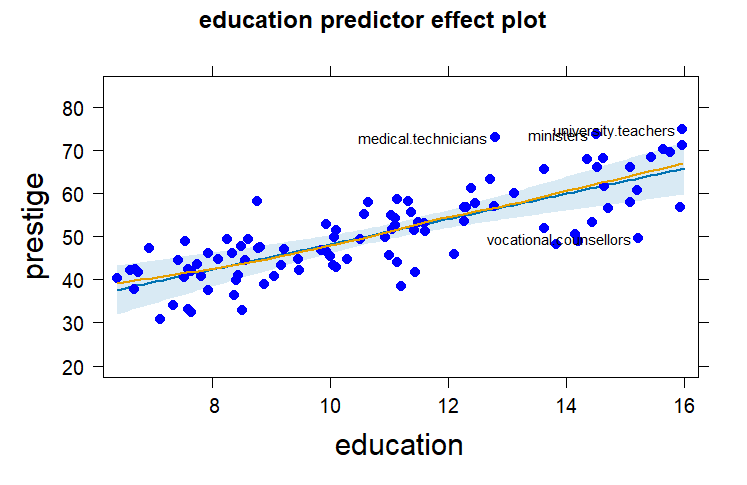 education predictor effect plot
prestige
80
70
60
50
40
30
20
medical.technicians
ministers
university.teachers
vocational.counsellors
8
10
12
14
16
education